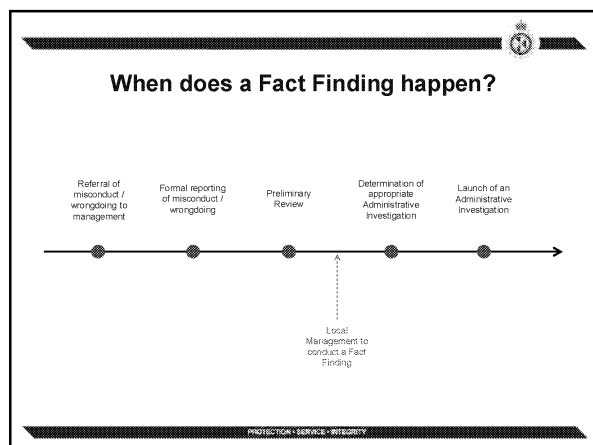 When does a Fact Finding happen?
Referral of
misconduct /
wrongdoing to
management
Formal reporting
of misconduct /
wrongdoing
Preliminary
Review
Determination of
appropriate
Administrative
Investigation
Launch of an
Administrative
Investigation
Local
Management to
conduct a Fact
Finding
PROTECTION • SERVICE • INTEGRITY